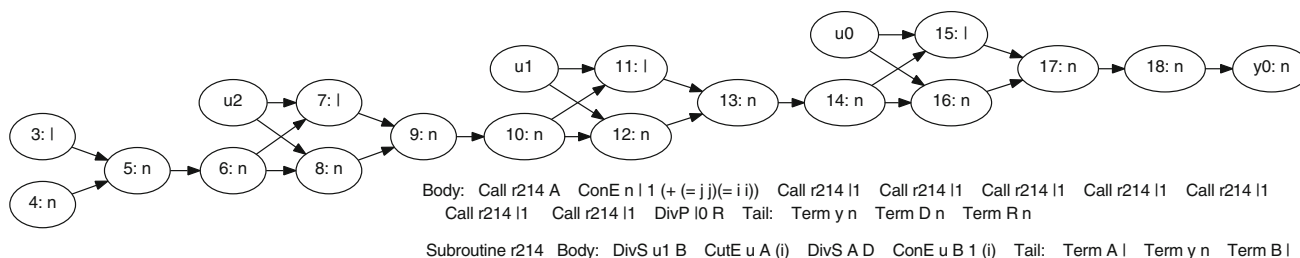 u0
15: l
u1
11: l
17: n
18: n
y0: n
u2
7: l
13: n
14: n
16: n
3: l
9: n
10: n
12: n
5: n
6: n
8: n
4: n
Body: Call r214 A ConE n l 1 (+ (= j j)(= i i)) Call r214 |1 Call r214 |1 Call r214 |1 Call r214 |1 Call r214 |1
Call r214 |1 Call r214 |1 DivP |0 R Tail: Term y n Term D n Term R n
Subroutine r214 Body: DivS u1 B CutE u A (i) DivS A D ConE u B 1 (i) Tail: Term A l Term y n Term B l